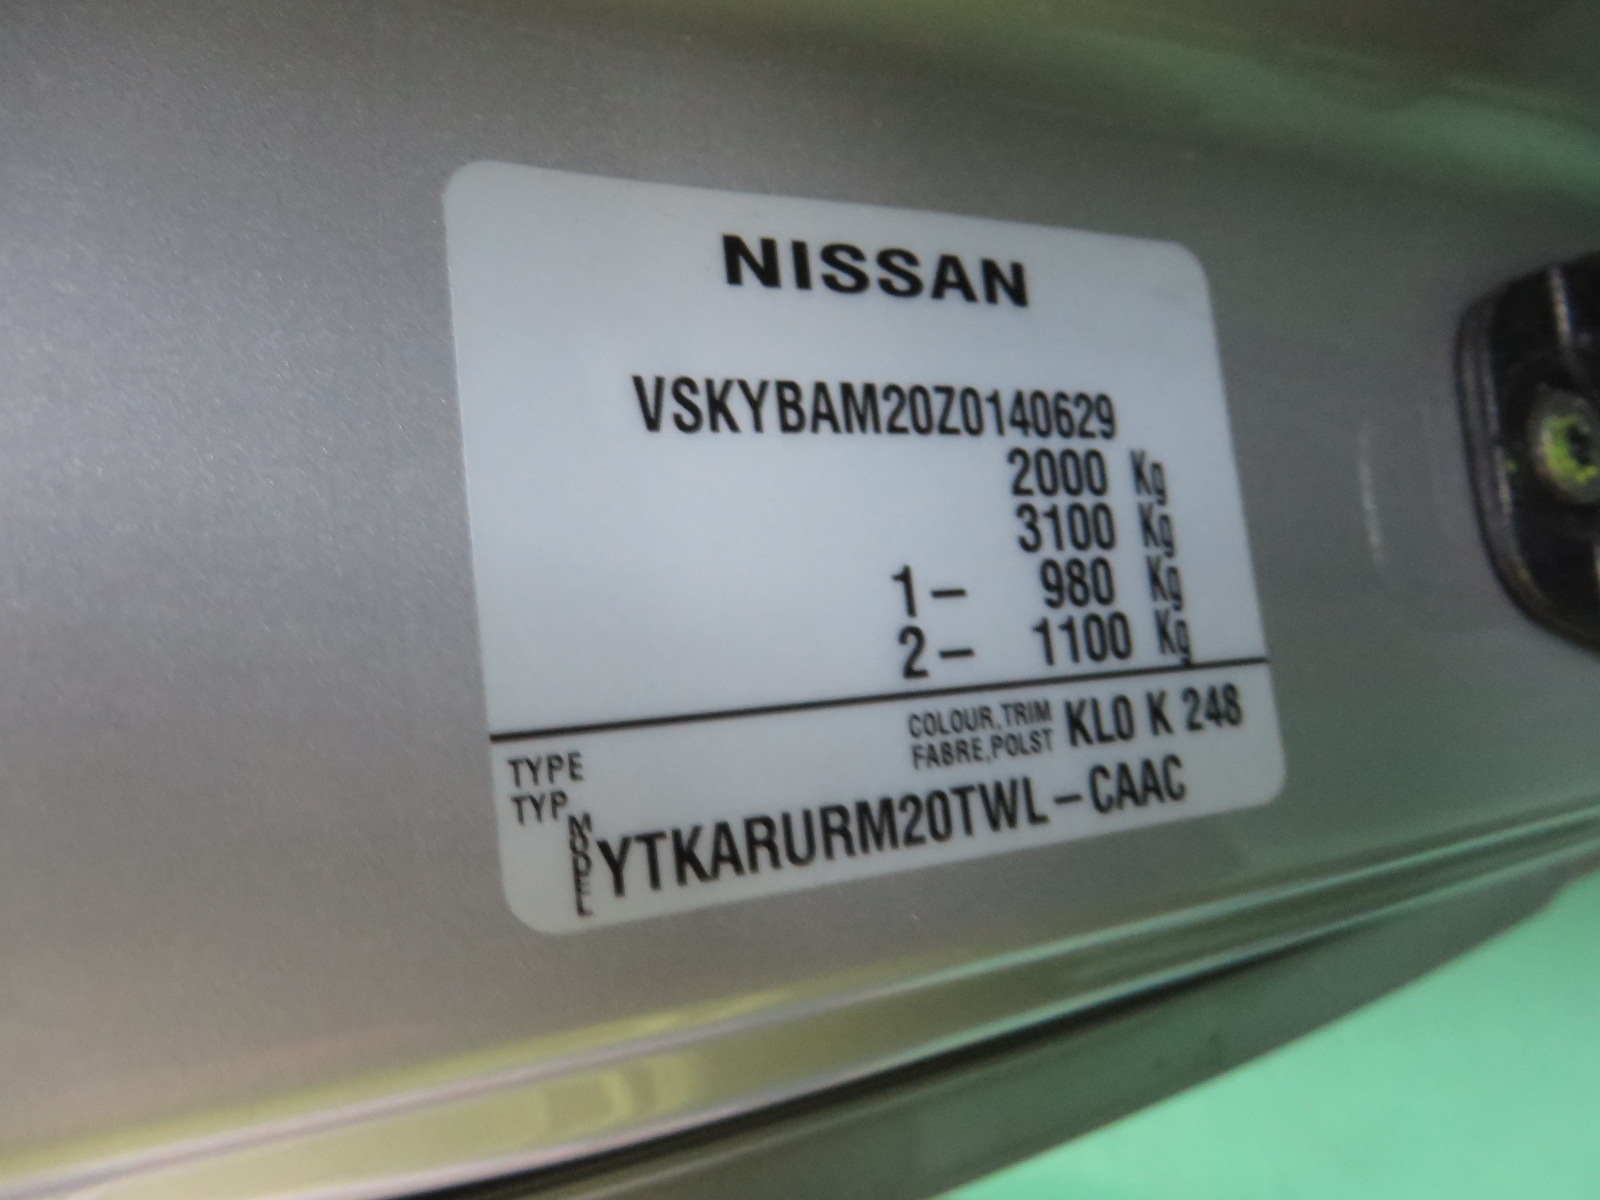 NISSAN
VSKYBAM20Z0140629
2000 Kg
3100 Kg
1- 980 Kg
2- 1100 Kg
TYPE
TYP
COLOUR,TRIM
FABRE,POLST
KL0 K 248
MODEL
YTKARURM20TWL-CAAC